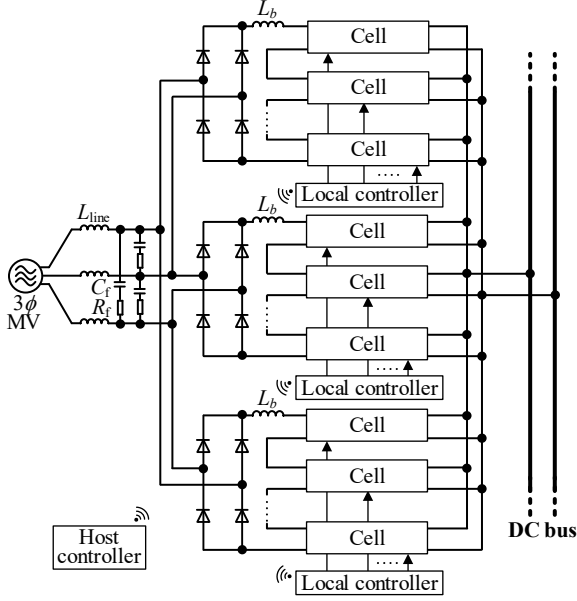 L_b
Cell
Cell
Cell
Local controller
L_line
3ϕ
MV
C_f
R_f
L_b
Cell
Cell
Cell
Local controller
L_b
Cell
Cell
Cell
Local controller
Host
controller
DC bus